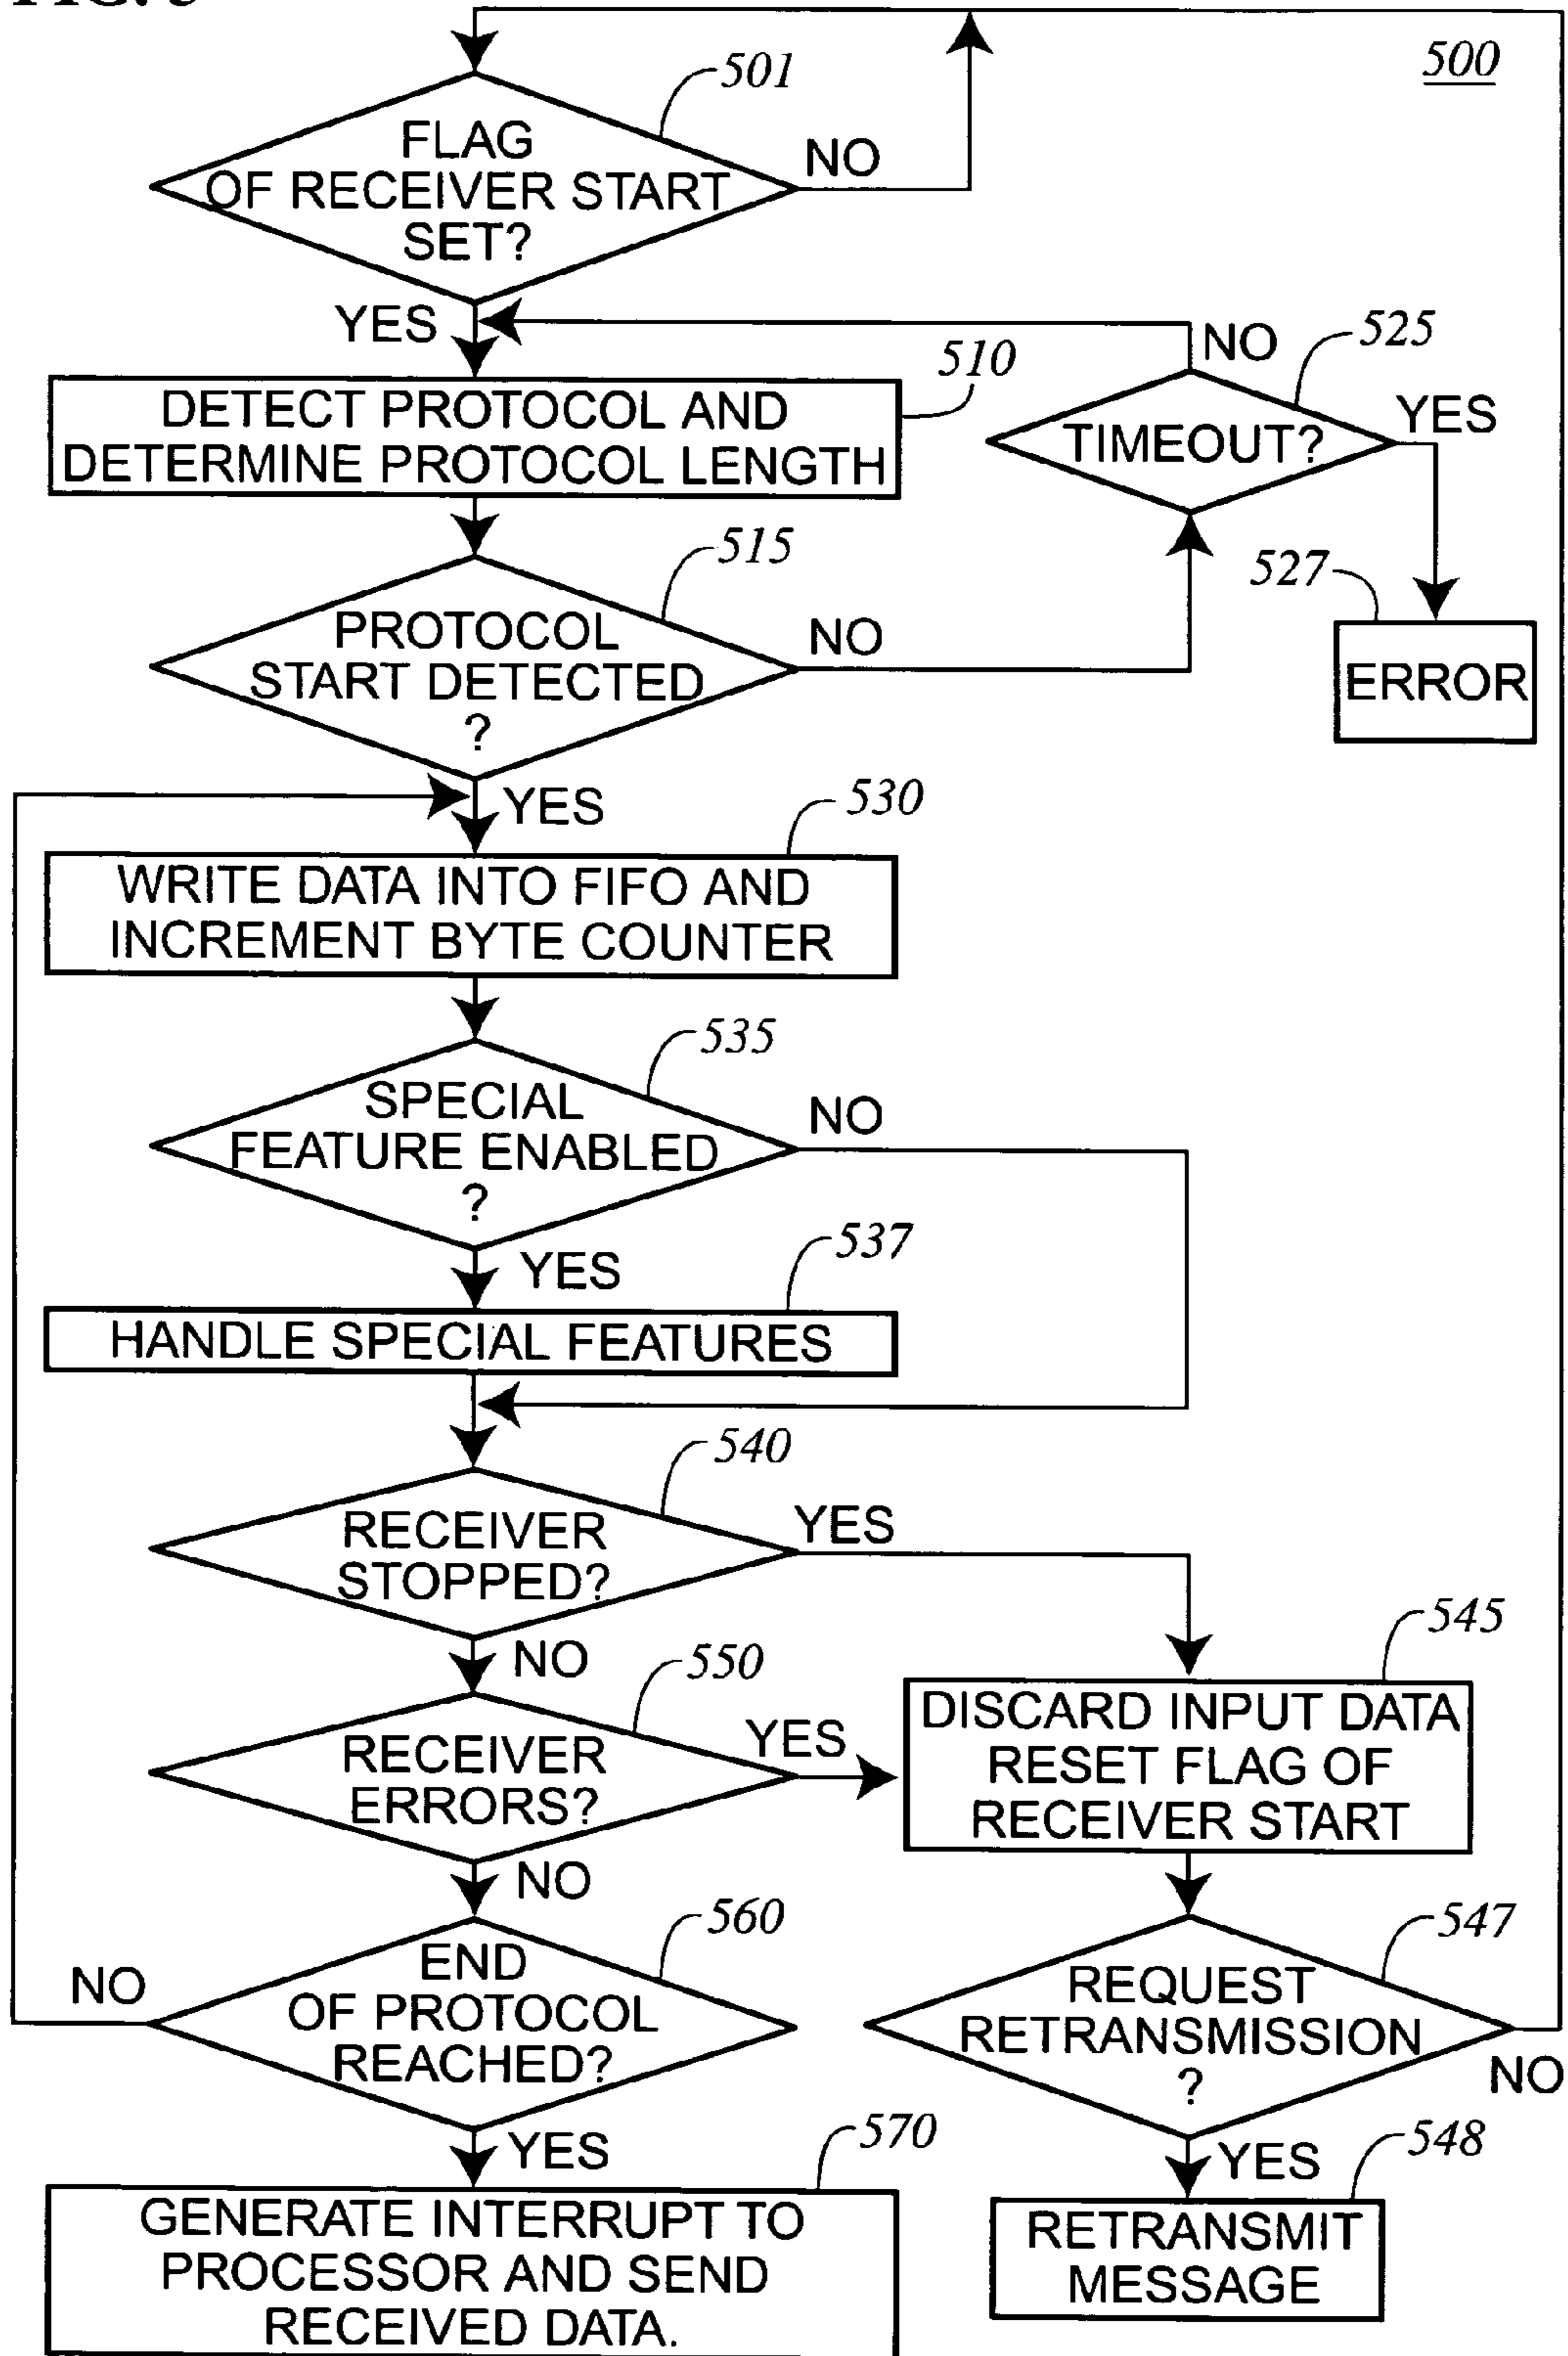 500
501
FLAG
OF RECEIVER START
SET?
NO
YES
510
DETECT PROTOCOL AND
DETERMINE PROTOCOL LENGTH
NO
525
TIMEOUT?
YES
515
PROTOCOL
START DETECTED
?
NO
527
ERROR
YES
530
WRITE DATA INTO FIFO AND
INCREMENT BYTE COUNTER
535
SPECIAL
FEATURE ENABLED
?
NO
YES
537
HANDLE SPECIAL FEATURES
540
RECEIVER
STOPPED?
YES
NO
545
DISCARD INPUT DATA
RESET FLAG OF
RECEIVER START
550
RECEIVER
ERRORS?
YES
NO
560
END
OF PROTOCOL
REACHED?
NO
547
REQUEST
RETRANSMISSION
?
NO
YES
570
GENERATE INTERRUPT TO
PROCESSOR AND SEND
RECEIVED DATA.
YES
548
RETRANSMIT
MESSAGE